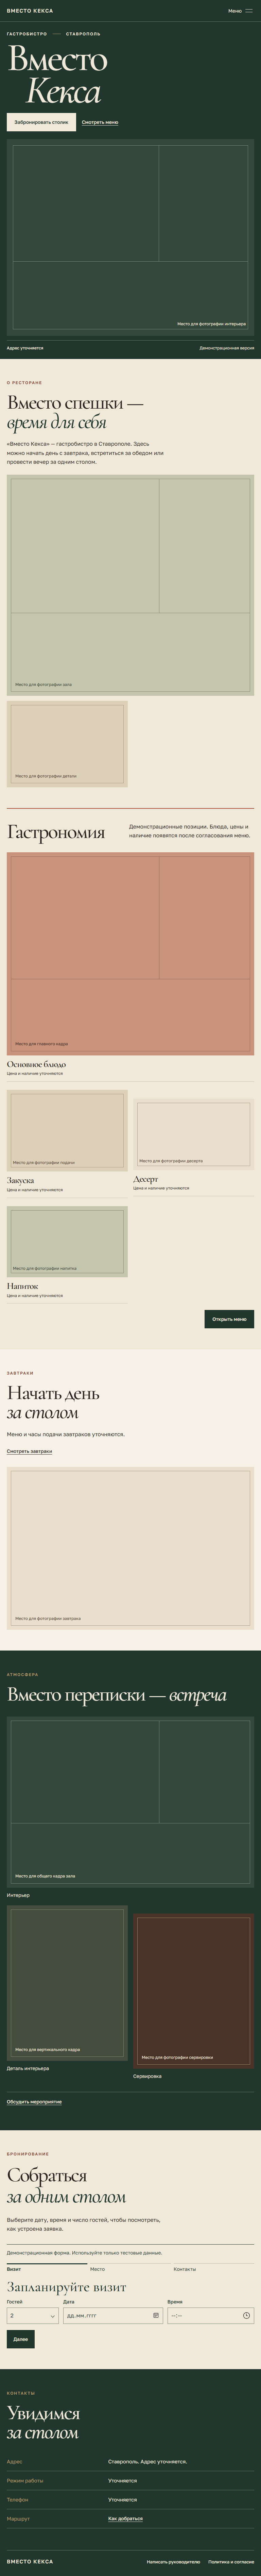 ВМЕСТО КЕКСА
Меню
ГАСТРОБИСТРО — СТАВРОПОЛЬ
Вместо
Кекса
Забронировать столик
Смотреть меню
Место для фотографии интерьера
Адрес уточняется
Демонстрационная версия
О РЕСТОРАНЕ
Вместо спешки —
время для себя
«Вместо Кекса» — гастробистро в Ставрополе. Здесь
можно начать день с завтрака, встретиться за обедом или
провести вечер за одним столом.
Место для фотографии зала
Место для фотографии детали
Гастрономия
Демонстрационные позиции. Блюда, цены и
наличие появятся после согласования меню.
Место для главного кадра
Основное блюдо
Цена и наличие уточняются
Место для фотографии подачи
Закуска
Цена и наличие уточняются
Место для фотографии десерта
Десерт
Цена и наличие уточняются
Место для фотографии напитка
Напиток
Цена и наличие уточняются
Открыть меню
ЗАВТРАКИ
Начать день
за столом
Меню и часы подачи завтраков уточняются.
Смотреть завтраки
Место для фотографии завтрака
АТМОСФЕРА
Вместо переписки — встреча
Место для общего кадра зала
Интерьер
Место для вертикального кадра
Деталь интерьера
Место для фотографии сервировки
Сервировка
Обсудить мероприятие
БРОНИРОВАНИЕ
Собраться
за одним столом
Выберите дату, время и число гостей, чтобы посмотреть,
как устроена заявка.
Демонстрационная форма. Используйте только тестовые данные.
Визит
Место
Контакты
Запланируйте визит
Гостей
Дата
Время
2
дд.мм.гггг
--:--
Далее
КОНТАКТЫ
Увидимся
за столом
Адрес
Ставрополь. Адрес уточняется.
Режим работы
Уточняется
Телефон
Уточняется
Маршрут
Как добраться
ВМЕСТО КЕКСА
Написать руководителю
Политика и согласие